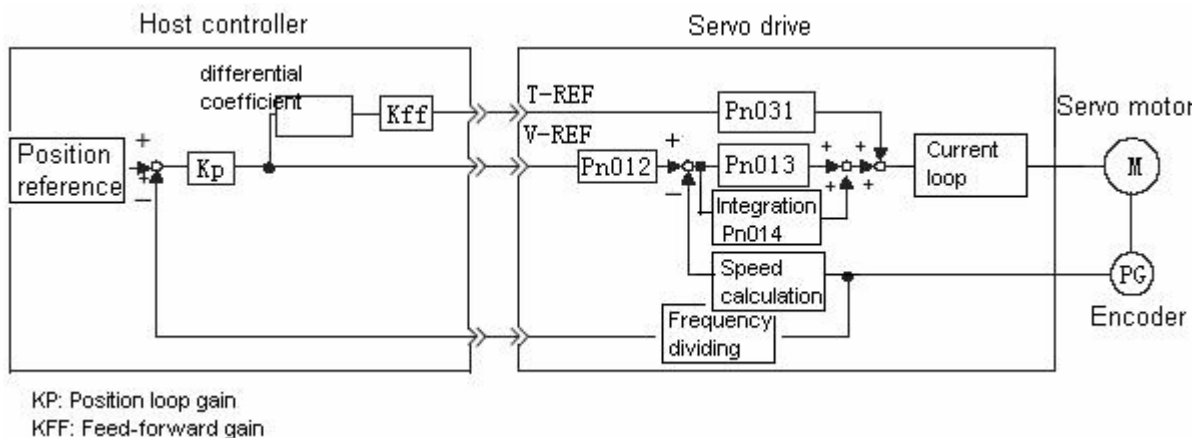 Host controller
Servo drive
differential
coefficient
Kff
T-REF
Pn031
Servo motor
Position
reference
+
+
−
Kp
V-REF
Pn012
+
−
Pn013
+
+
+
+
Current
loop
M
Integration
Pn014
Speed
calculation
PG
Encoder
Frequency
dividing
KP: Position loop gain
KFF: Feed-forward gain